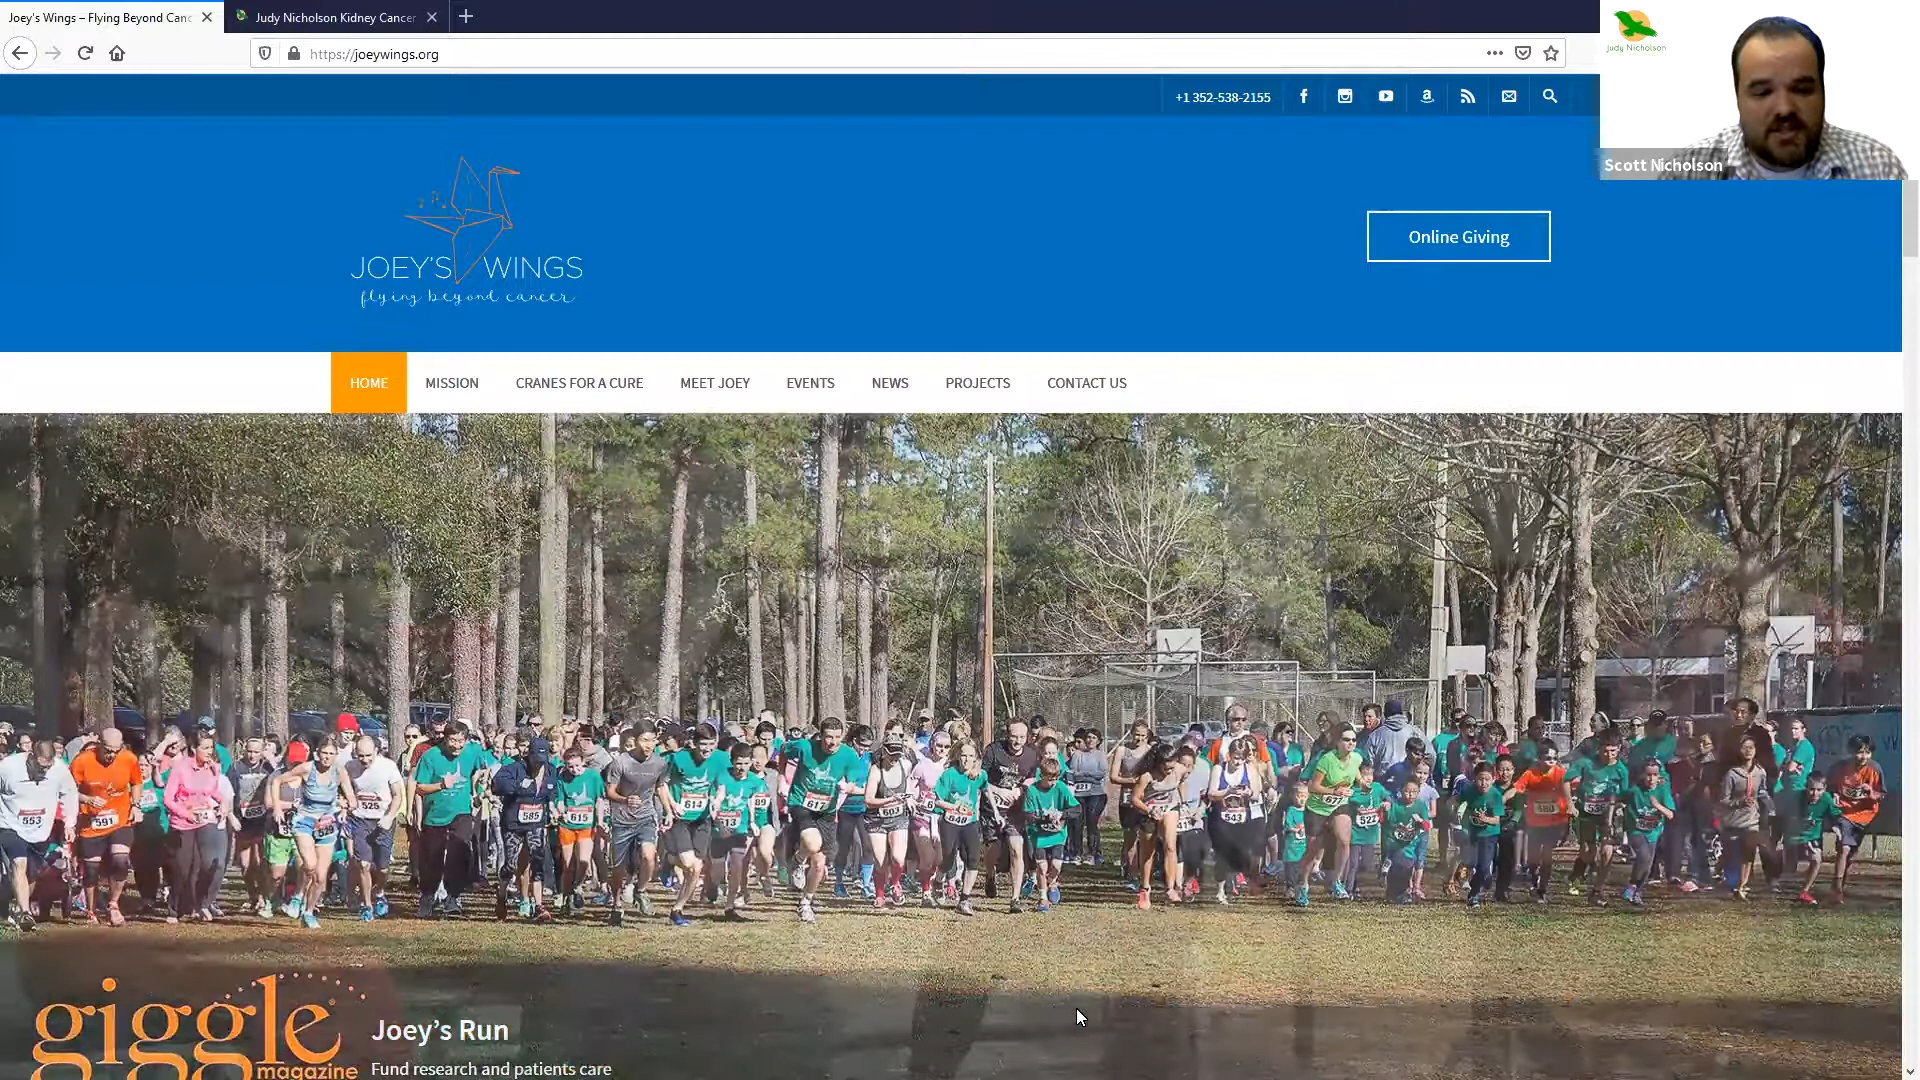 Joey's Wings – Flying Beyond Canc
Judy Nicholson Kidney Cancer
https://joeywings.org
Judy Nicholson
Scott Nicholson
+1 352-538-2155
JOEY'S WINGS
flying beyond cancer
Online Giving
HOME MISSION CRANES FOR A CURE MEET JOEY EVENTS NEWS PROJECTS CONTACT US
553
591
525
585
615
614
617
603
648
543
677
522
giggle
magazine
Joey’s Run
Fund research and patients care